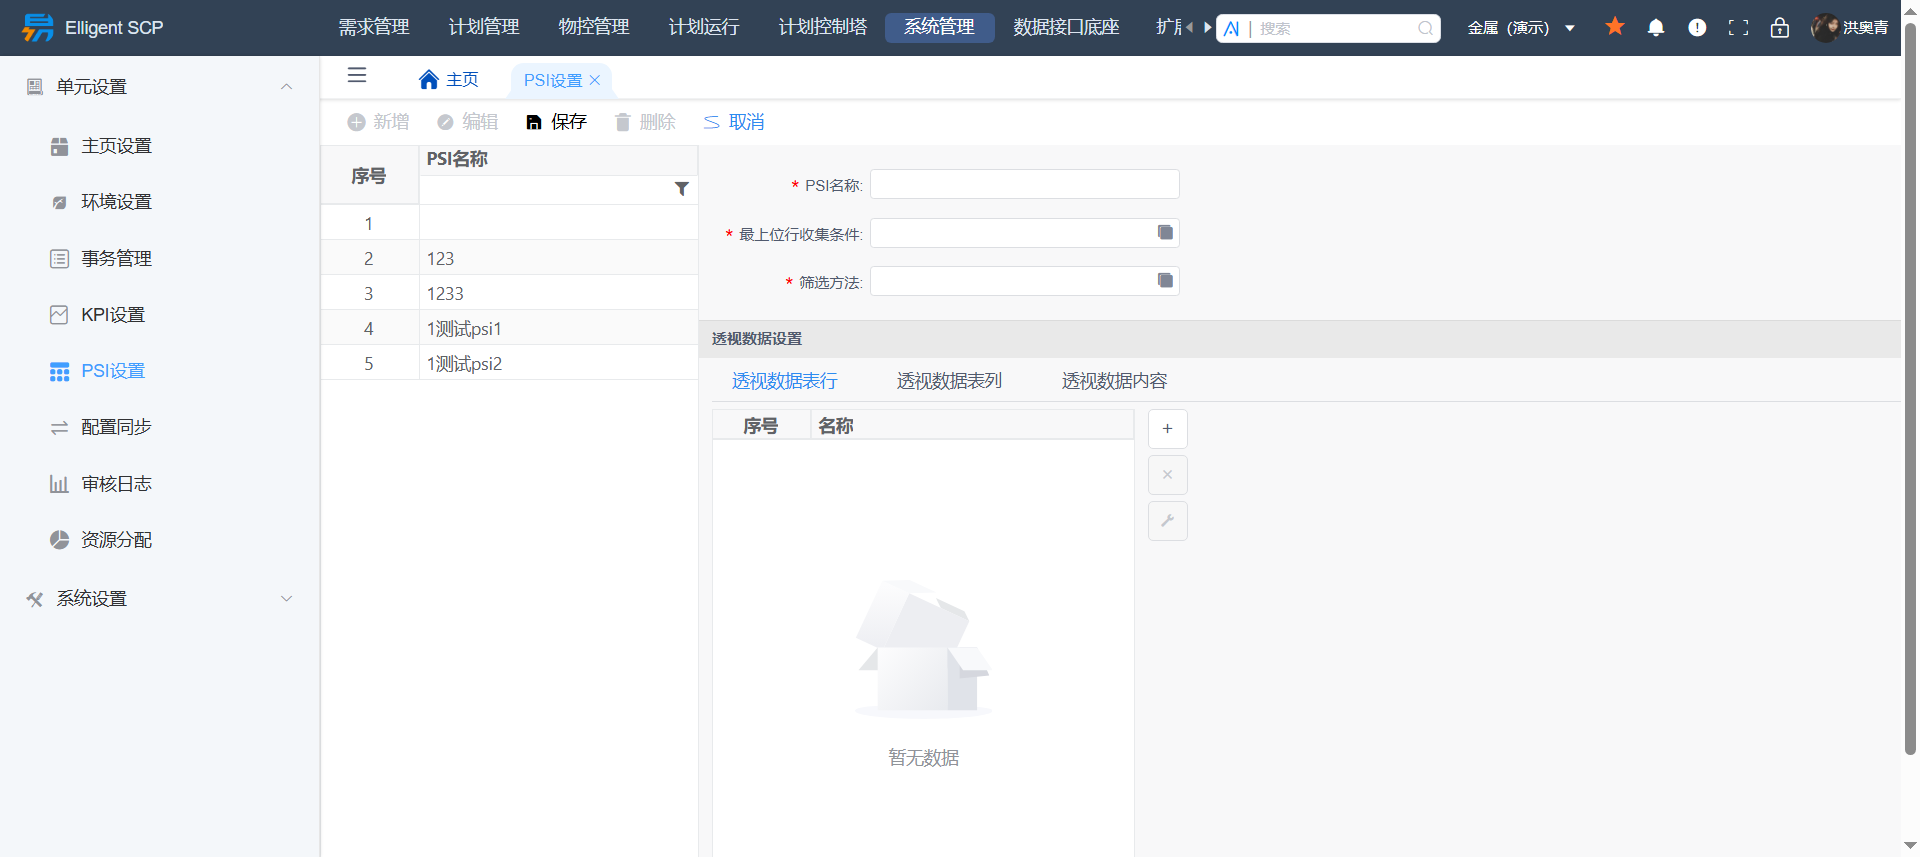 Elligent SCP
需求管理
计划管理
物控管理
计划运行
计划控制塔
系统管理
数据接口底座
AI | 搜索
金属 (演示)
洪奥青
单元设置
主页设置
环境设置
事务管理
KPI设置
PSI设置
配置同步
审核日志
资源分配
系统设置
主页
PSI设置
新增
编辑
保存
删除
取消
序号
PSI名称
1
2 123
3 1233
4 1测试psi1
5 1测试psi2
* PSI名称:
* 最上位行收集条件:
* 筛选方法:
透视数据设置
透视数据表行
透视数据表列
透视数据内容
序号
名称
暂无数据